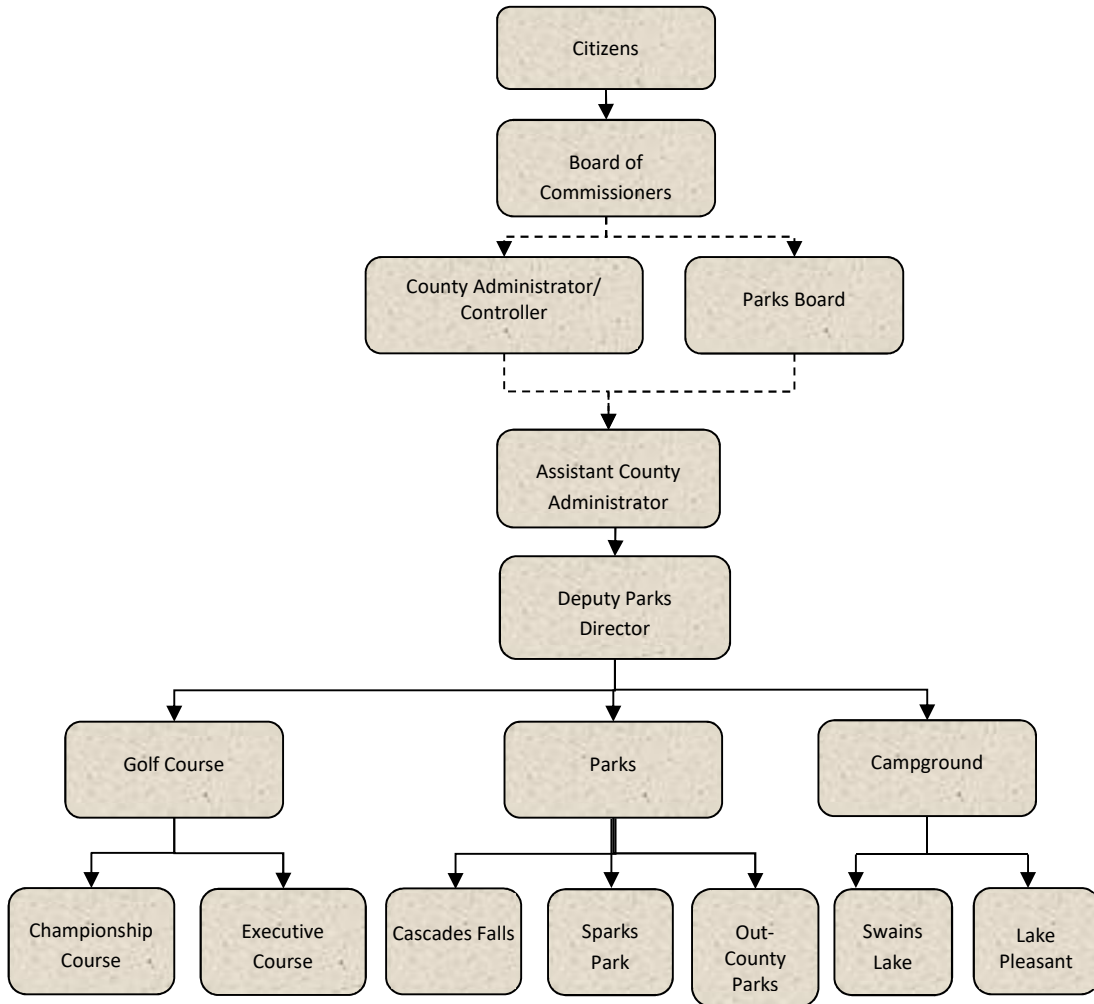 Citizens
Board of
Commissioners
County Administrator/
Controller
Parks Board
Assistant County
Administrator
Deputy Parks
Director
Golf Course
Parks
Campground
Championship
Course
Executive
Course
Cascades Falls
Sparks
Park
Out-
County
Parks
Swains
Lake
Lake
Pleasant